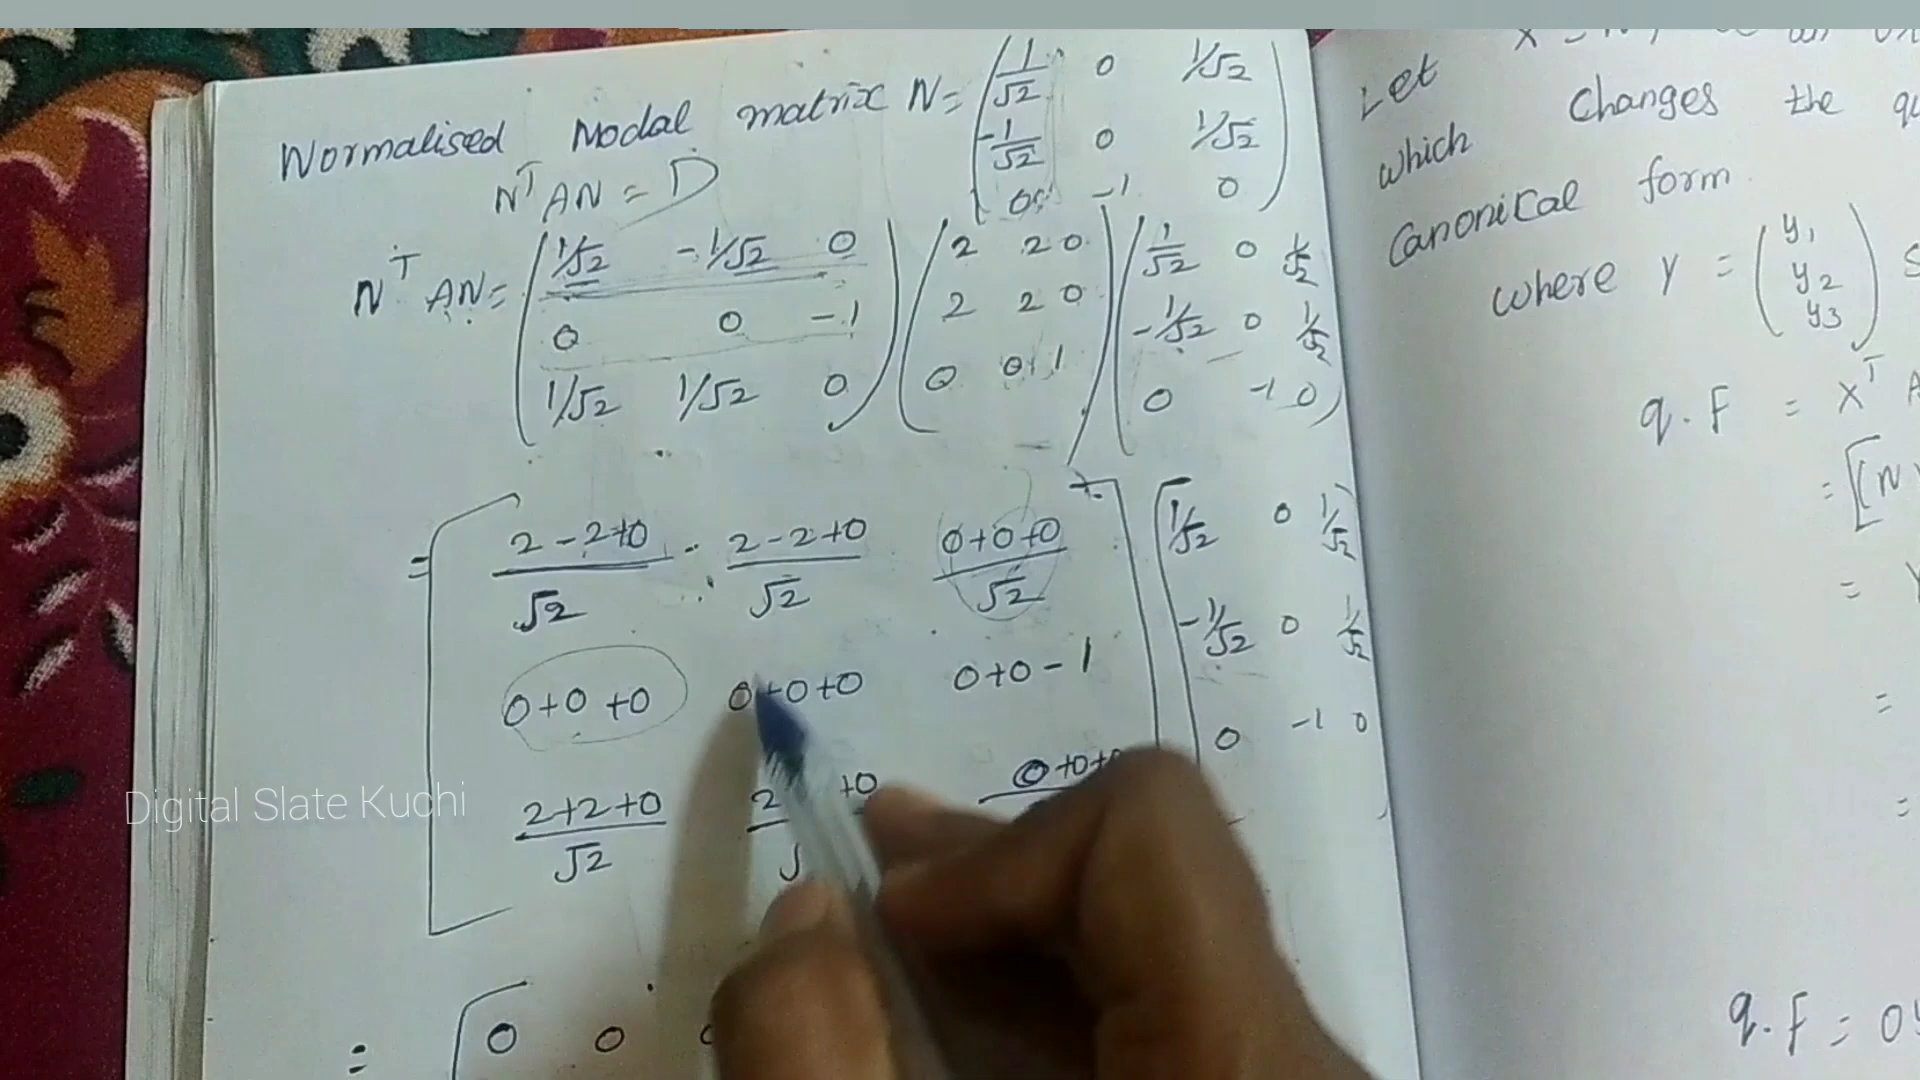 Normalised Modal matrix N = ( 1/√2 0 1/√2
-1/√2 0 1/√2
0 -1 0 )
N^T AN = D
N^T AN = ( 1/√2 -1/√2 0 ) ( 2 2 0 ) ( 1/√2 0 1/√2 )
0 0 -1 2 2 0 -1/√2 0 1/√2
1/√2 1/√2 0 0 0 1 0 -1 0
= [ 2-2+0/√2 2-2+0/√2 0+0+0/√2 ] [ 1/√2 0 1/√2 ]
0+0+0 0+0+0 0+0-1 -1/√2 0 1/√2
2+2+0/√2 2 +0 0+0+ 0 -1 0
= [ 0 0
Let
which changes the
Canonical form
where Y = ( y1
y2
y3 )
q.F = X^T
= [(N
=
=
=
q.F = 0
Digital Slate Kuchi